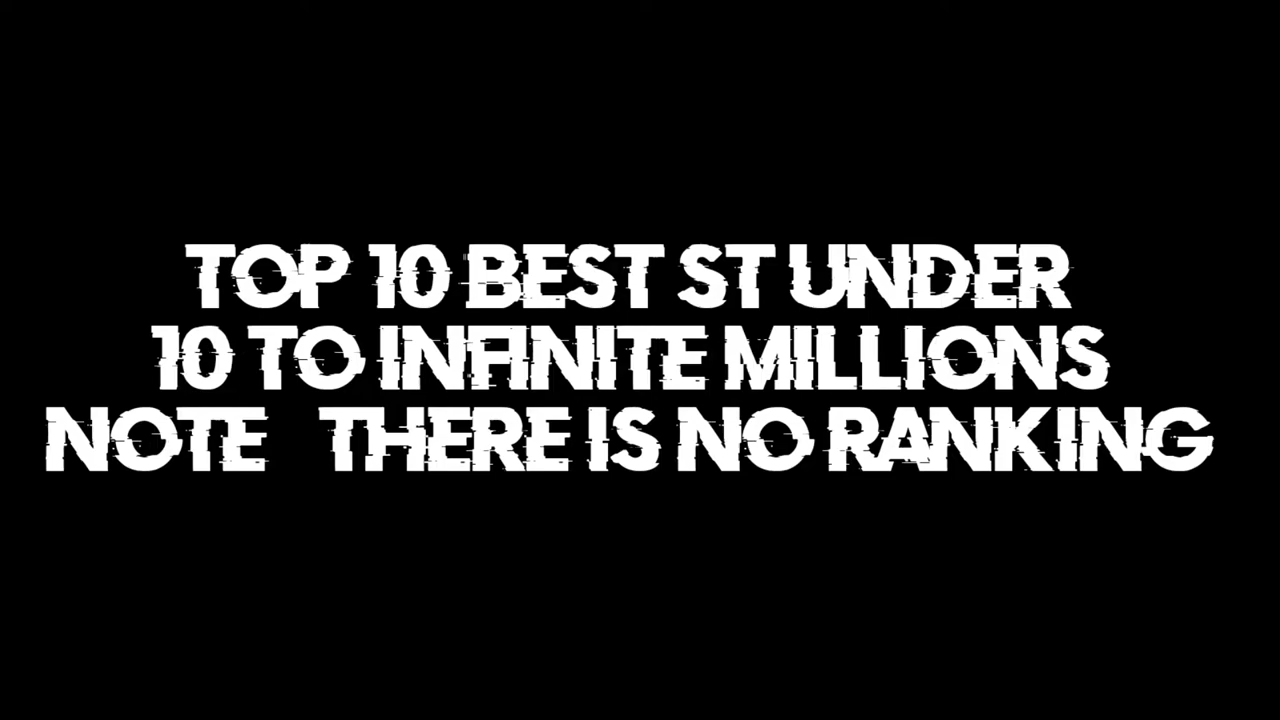 TOP 10 BEST ST UNDER
10 TO INFINITE MILLIONS
NOTE THERE IS NO RANKING